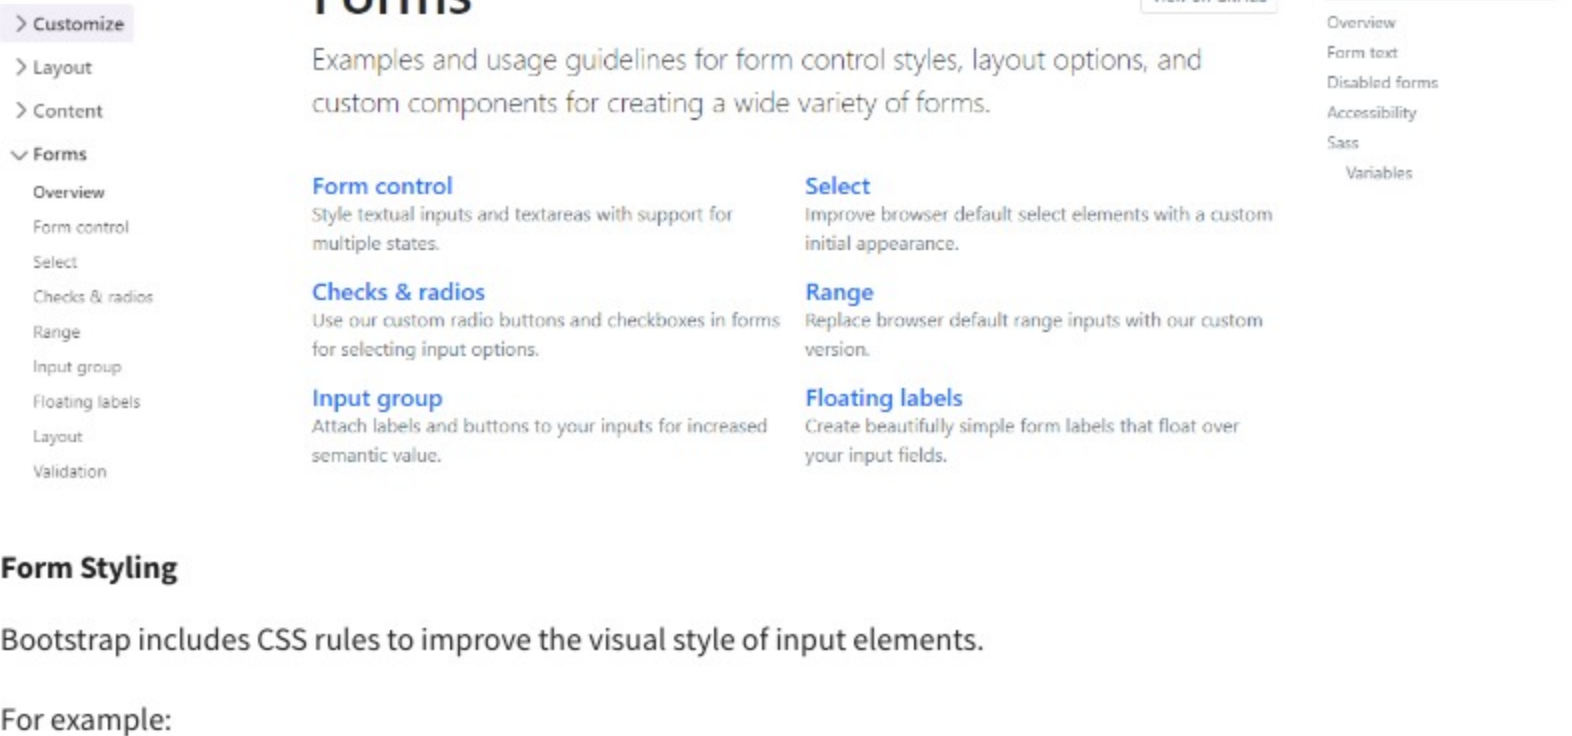 Customize
Layout
Content
Forms
Overview
Form control
Select
Checks & radios
Range
Input group
Floating labels
Layout
Validation
Forms
View on GitHub
Examples and usage guidelines for form control styles, layout options, and
custom components for creating a wide variety of forms.
Form control
Style textual inputs and textareas with support for
multiple states.
Select
Improve browser default select elements with a custom
initial appearance.
Checks & radios
Use our custom radio buttons and checkboxes in forms
for selecting input options.
Range
Replace browser default range inputs with our custom
version.
Input group
Attach labels and buttons to your inputs for increased
semantic value.
Floating labels
Create beautifully simple form labels that float over
your input fields.
Overview
Form text
Disabled forms
Accessibility
Sass
Variables
Form Styling
Bootstrap includes CSS rules to improve the visual style of input elements.
For example: